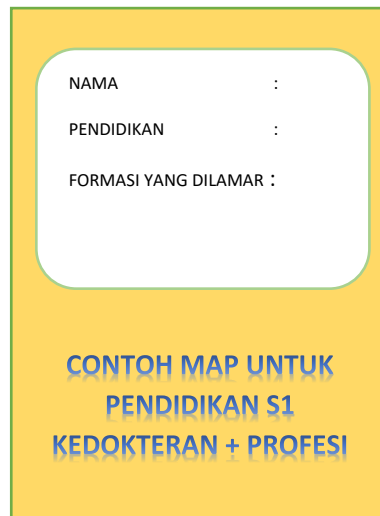 NAMA :
PENDIDIKAN :
FORMASI YANG DILAMAR :
CONTOH MAP UNTUK
PENDIDIKAN S1
KEDOKTERAN + PROFESI